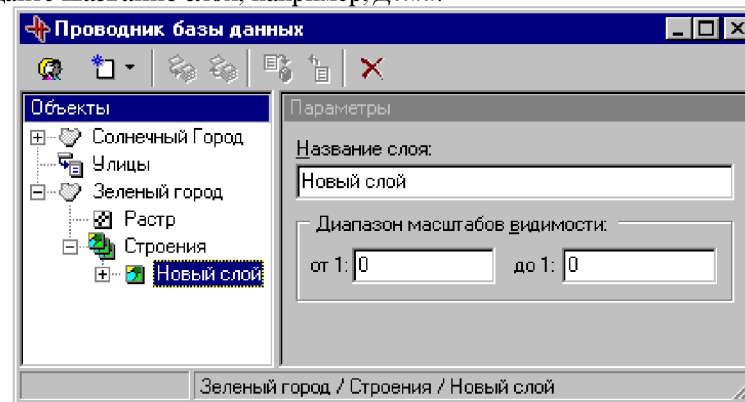 Проводник базы данных
Объекты
Параметры
Солнечный Город
Улицы
Зеленый город
Растр
Строения
Новый слой
Название слоя:
Новый слой
Диапазон масштабов видимости:
от 1: 0 до 1: 0
Зеленый город / Строения / Новый слой